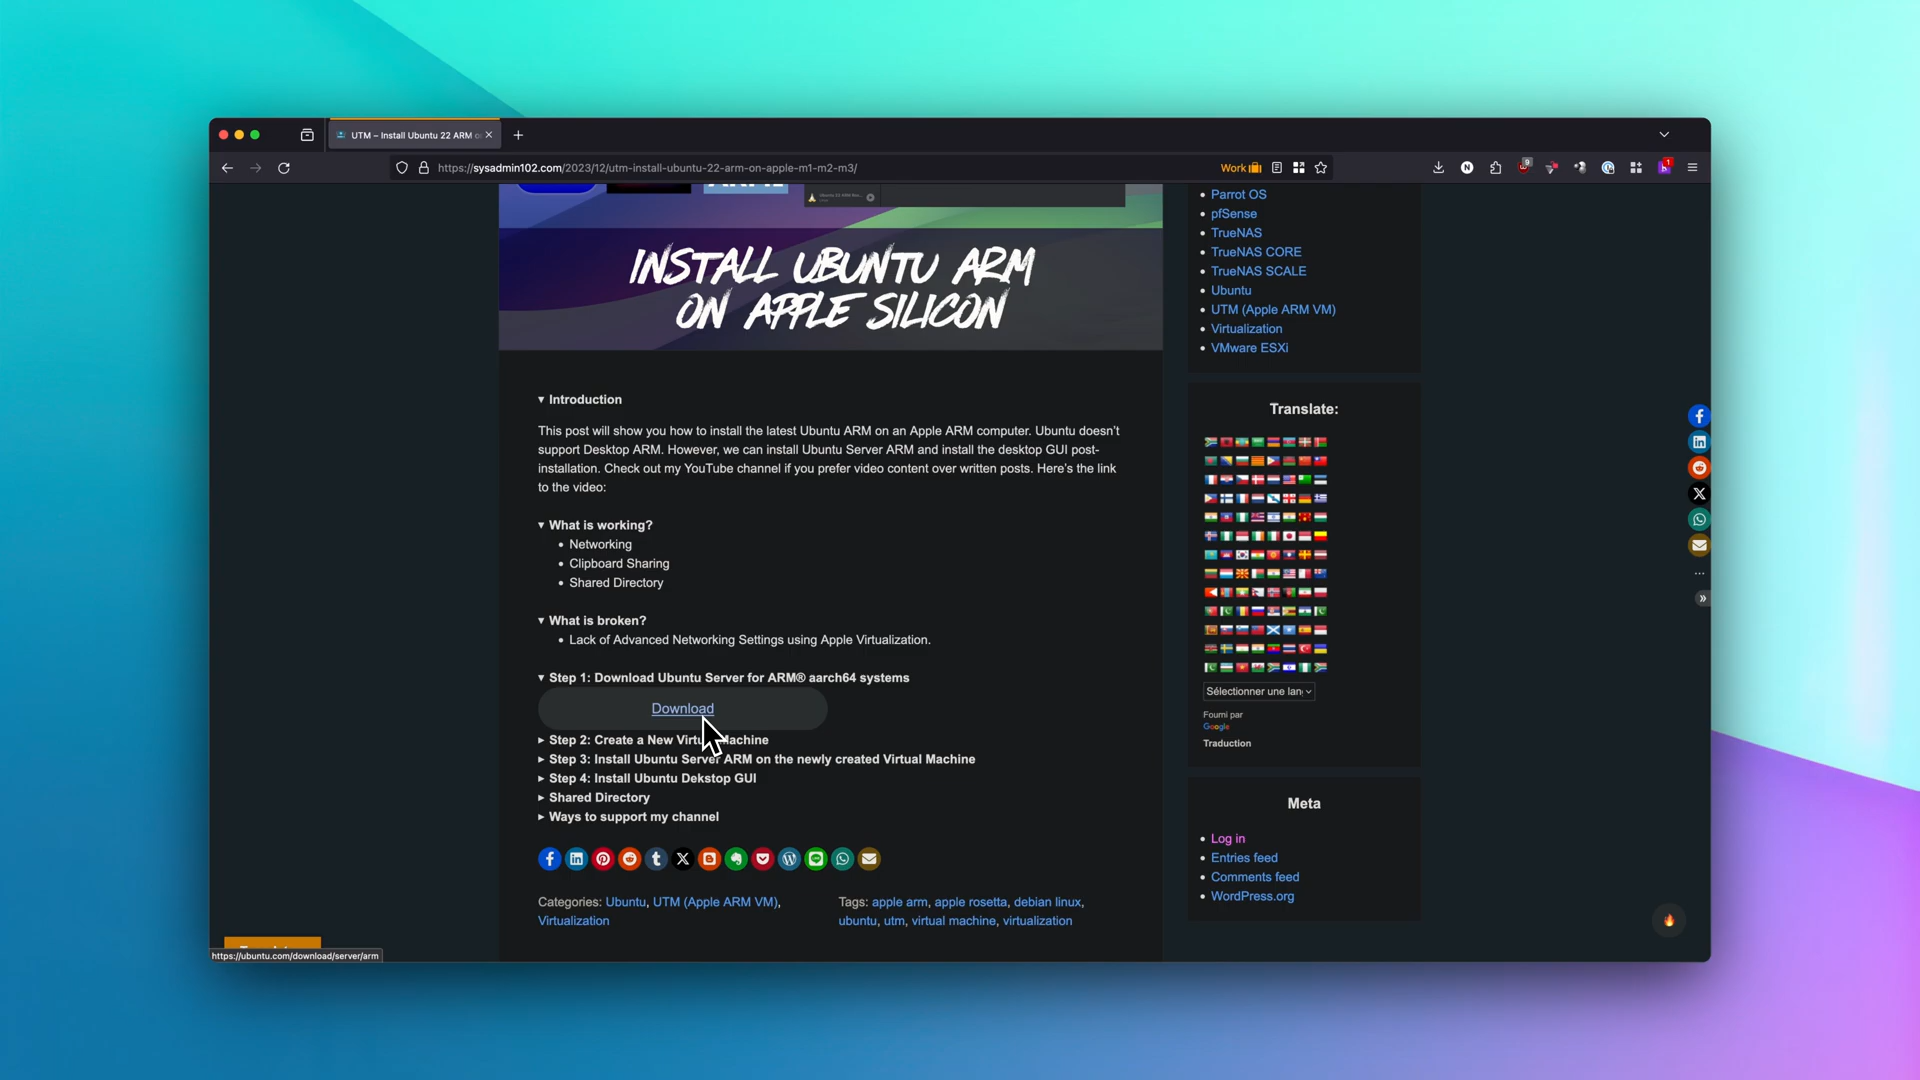 UTM – Install Ubuntu 22 ARM o
https://sysadmin102.com/2023/12/utm-install-ubuntu-22-arm-on-apple-m1-m2-m3/
Work
9
1
INSTALL UBUNTU ARM
ON APPLE SILICON
▾ Introduction
This post will show you how to install the latest Ubuntu ARM on an Apple ARM computer. Ubuntu doesn’t
support Desktop ARM. However, we can install Ubuntu Server ARM and install the desktop GUI post-
installation. Check out my YouTube channel if you prefer video content over written posts. Here’s the link
to the video:
▾ What is working?
• Networking
• Clipboard Sharing
• Shared Directory
▾ What is broken?
• Lack of Advanced Networking Settings using Apple Virtualization.
▾ Step 1: Download Ubuntu Server for ARM® aarch64 systems
Download
▸ Step 2: Create a New Virtu Machine
▸ Step 3: Install Ubuntu Server ARM on the newly created Virtual Machine
▸ Step 4: Install Ubuntu Dekstop GUI
▸ Shared Directory
▸ Ways to support my channel
Categories: Ubuntu, UTM (Apple ARM VM),
Virtualization
Tags: apple arm, apple rosetta, debian linux,
ubuntu, utm, virtual machine, virtualization
• Parrot OS
• pfSense
• TrueNAS
• TrueNAS CORE
• TrueNAS SCALE
• Ubuntu
• UTM (Apple ARM VM)
• Virtualization
• VMware ESXi
Translate:
Sélectionner une lan
Fourni par
Google
Traduction
Meta
• Log in
• Entries feed
• Comments feed
• WordPress.org
https://ubuntu.com/download/server/arm